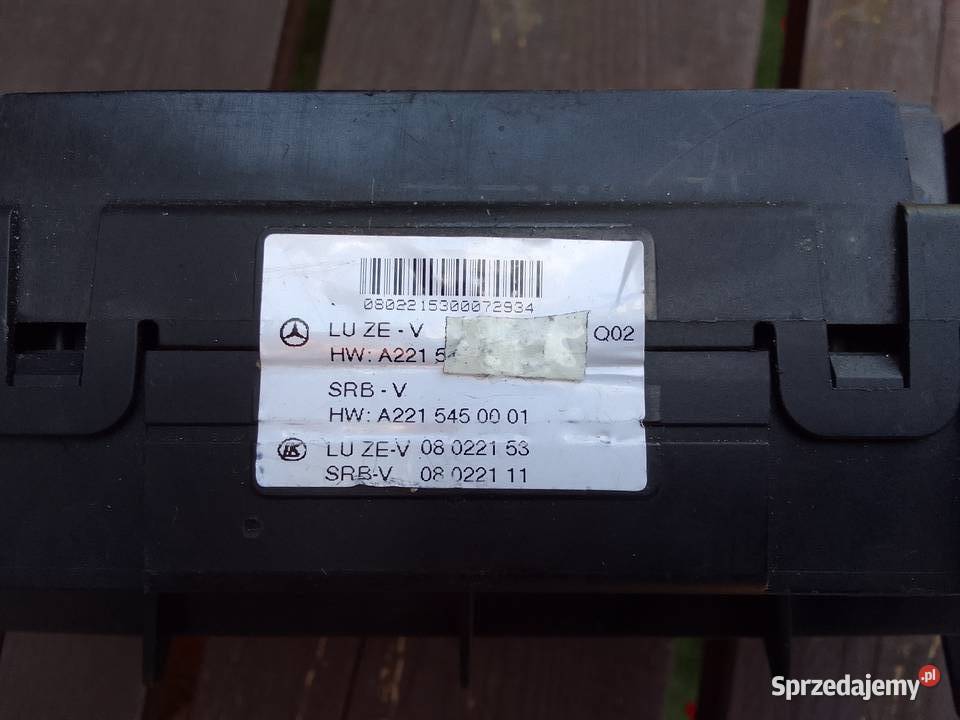 0802215300072934
LU ZE - V Q02
HW: A221 5
SRB - V
HW: A221 545 00 01
LU ZE-V 08 0221 53
SRB-V 08 0221 11
Sprzedajemy.pl